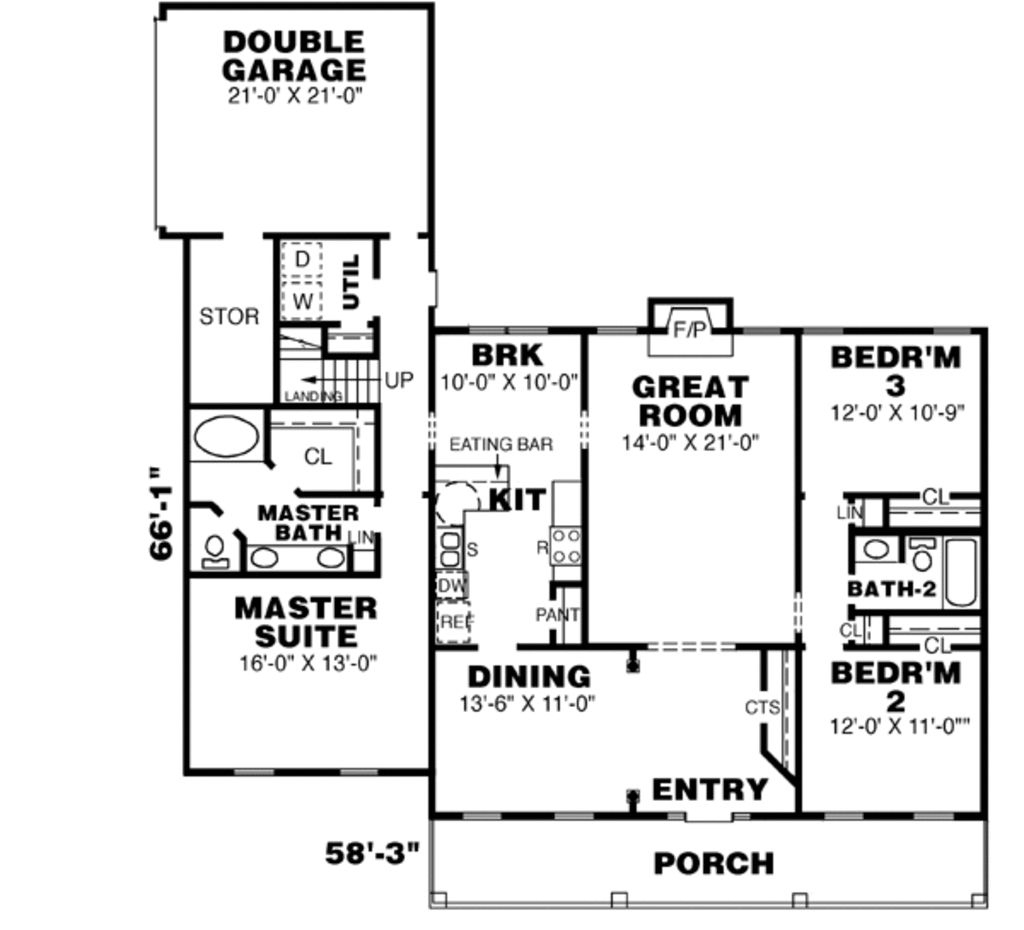 DOUBLE
GARAGE
21'-0' X 21'-0"
D
W
UTIL
STOR
UP
LANDING
CL
MASTER
BATH
LIN
MASTER
SUITE
16'-0" X 13'-0"
66'-1"
58'-3"
BRK
10'-0" X 10'-0"
EATING BAR
KIT
S
R
DW
REF
PANT
F/P
GREAT
ROOM
14'-0" X 21'-0"
DINING
13'-6" X 11'-0"
CTS
ENTRY
PORCH
BEDR'M
3
12'-0' X 10'-9"
CL
LIN
BATH-2
CL
CL
BEDR'M
2
12'-0' X 11'-0""